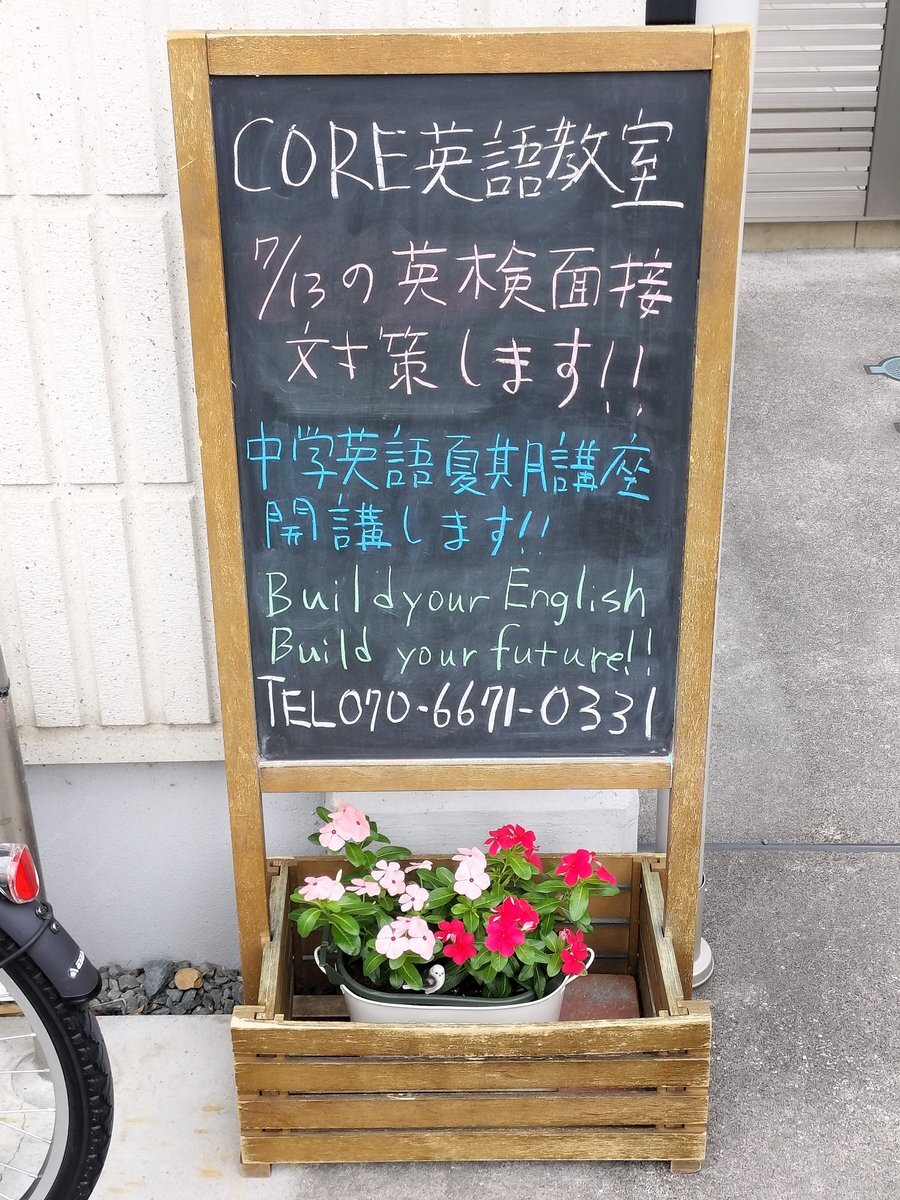 CORE英語教室
7/13の英検面接
対策します!!
中学英語夏期講座
開講します!!
Build your English
Build your future!!
TEL070-6671-0331